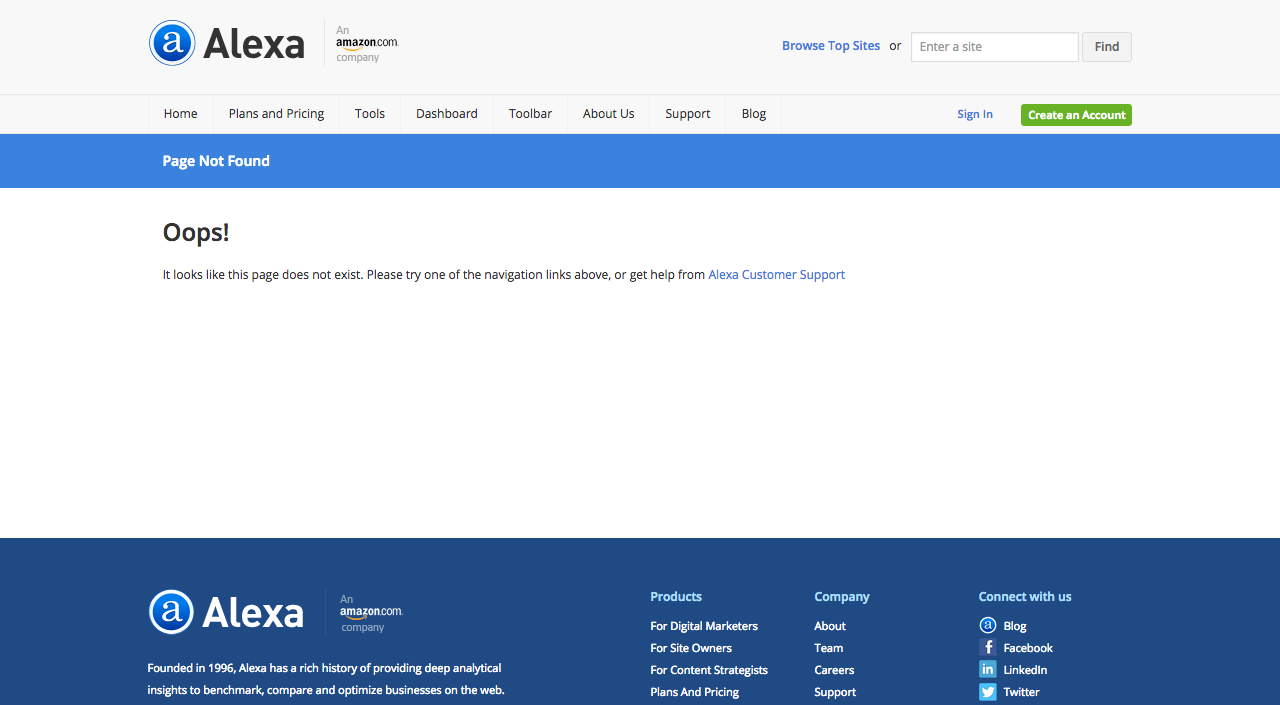 a Alexa An amazon.com company
Browse Top Sites or Enter a site Find
Home Plans and Pricing Tools Dashboard Toolbar About Us Support Blog Sign In Create an Account
Page Not Found
Oops!
It looks like this page does not exist. Please try one of the navigation links above, or get help from Alexa Customer Support
a Alexa An amazon.com company
Founded in 1996, Alexa has a rich history of providing deep analytical
insights to benchmark, compare and optimize businesses on the web.
Products
For Digital Marketers
For Site Owners
For Content Strategists
Plans And Pricing
Company
About
Team
Careers
Support
Connect with us
a Blog
f Facebook
in LinkedIn
Twitter